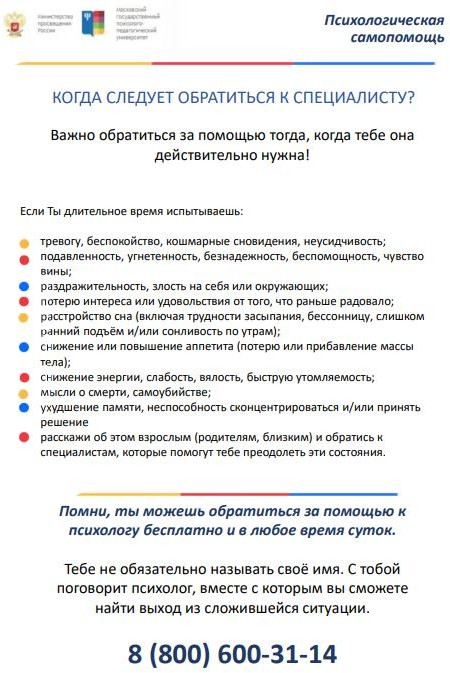 министерство
просвещения
России
Московский
государственный
психолого-
педагогический
университет
Психологическая
самопомощь
КОГДА СЛЕДУЕТ ОБРАТИТЬСЯ К СПЕЦИАЛИСТУ?
Важно обратиться за помощью тогда, когда тебе она
действительно нужна!
Если Ты длительное время испытываешь:
тревогу, беспокойство, кошмарные сновидения, неусидчивость;
подавленность, угнетенность, безнадежность, беспомощность, чувство
вины;
раздражительность, злость на себя или окружающих;
потерю интереса или удовольствия от того, что раньше радовало;
расстройство сна (включая трудности засыпания, бессонницу, слишком
ранний подъём и/или сонливость по утрам);
снижение или повышение аппетита (потерю или прибавление массы
тела);
снижение энергии, слабость, вялость, быструю утомляемость;
мысли о смерти, самоубийстве;
ухудшение памяти, неспособность сконцентрироваться и/или принять
решение
расскажи об этом взрослым (родителям, близким) и обратись к
специалистам, которые помогут тебе преодолеть эти состояния.
Помни, ты можешь обратиться за помощью к
психологу бесплатно и в любое время суток.
Тебе не обязательно называть своё имя. С тобой
поговорит психолог, вместе с которым вы сможете
найти выход из сложившейся ситуации.
8 (800) 600-31-14